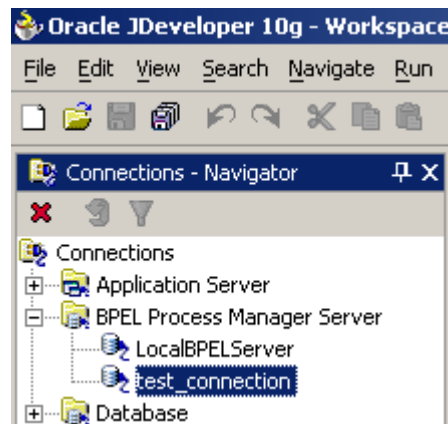 Oracle JDeveloper 10g - Workspace
File Edit View Search Navigate Run
Connections - Navigator
Connections
Application Server
BPEL Process Manager Server
LocalBPELServer
test_connection
Database